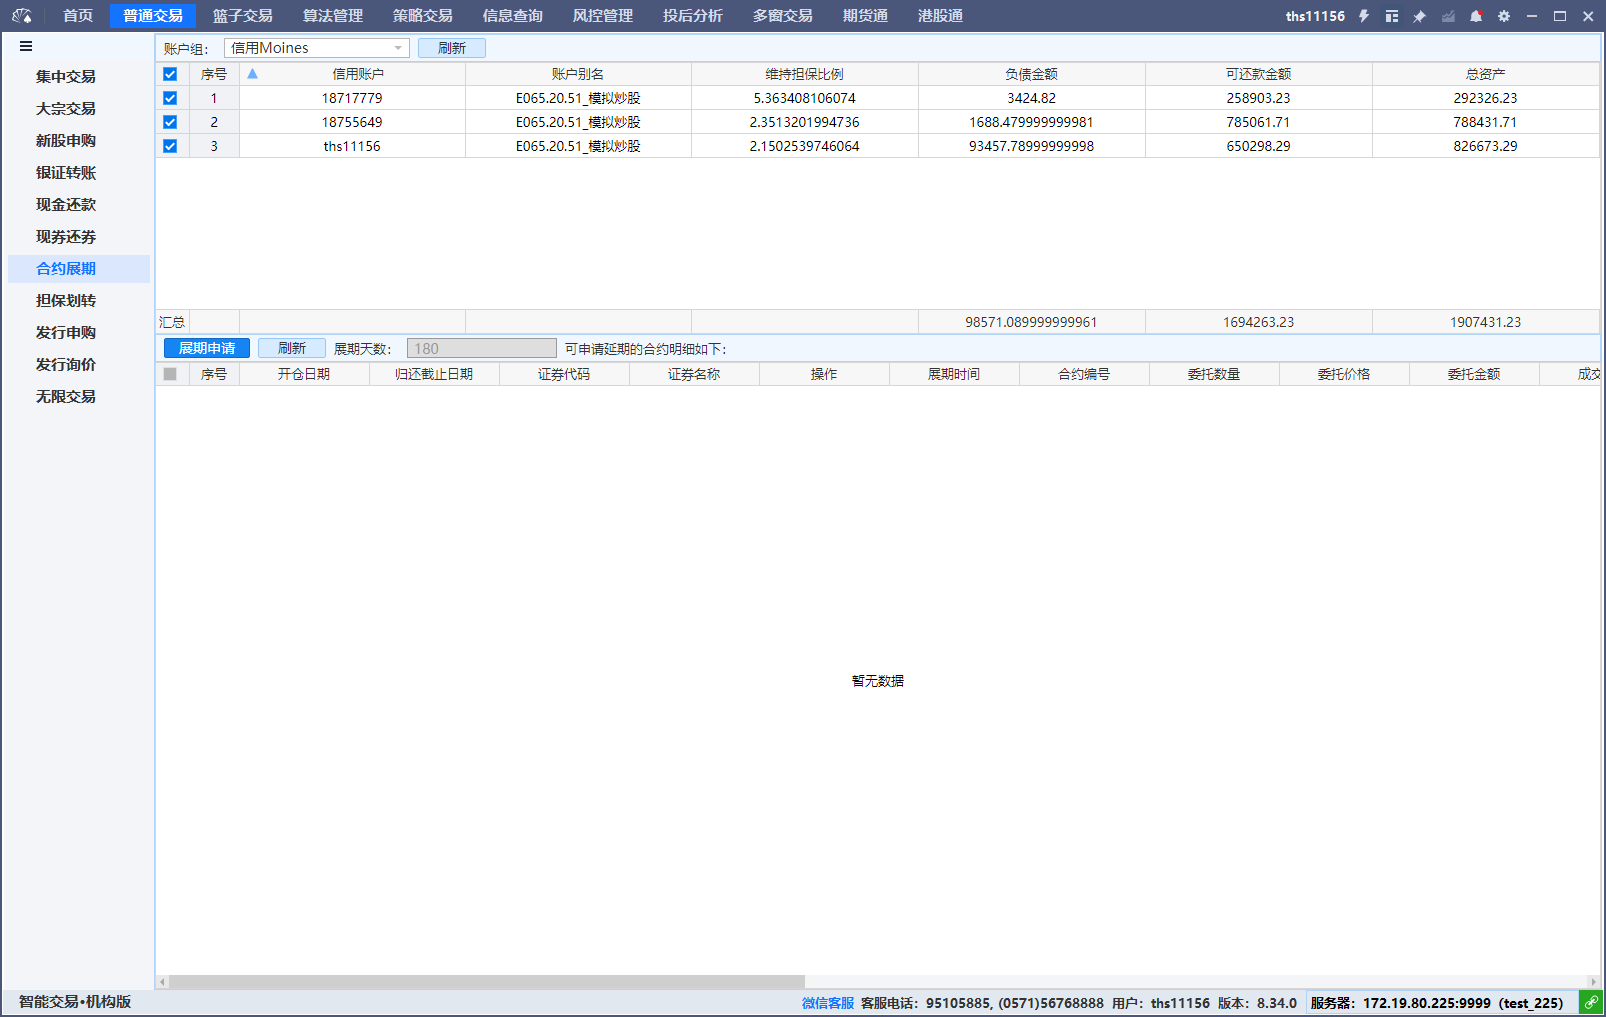 首页 普通交易 篮子交易 算法管理 策略交易 信息查询 风控管理 投后分析 多窗交易 期货通 港股通 ths11156
账户组： 信用Moines 刷新
集中交易
大宗交易
新股申购
银证转账
现金还款
现券还券
合约展期
担保划转
发行申购
发行询价
无限交易
序号 信用账户 账户别名 维持担保比例 负债金额 可还款金额 总资产
1 18717779 E065.20.51_模拟炒股 5.363408106074 3424.82 258903.23 292326.23
2 18755649 E065.20.51_模拟炒股 2.3513201994736 1688.479999999981 785061.71 788431.71
3 ths11156 E065.20.51_模拟炒股 2.1502539746064 93457.78999999998 650298.29 826673.29
汇总 98571.089999999961 1694263.23 1907431.23
展期申请 刷新 展期天数： 180 可申请延期的合约明细如下：
序号 开仓日期 归还截止日期 证券代码 证券名称 操作 展期时间 合约编号 委托数量 委托价格 委托金额 成交
暂无数据
智能交易•机构版 微信客服 客服电话：95105885, (0571)56768888 用户：ths11156 版本：8.34.0 服务器：172.19.80.225:9999（test_225）